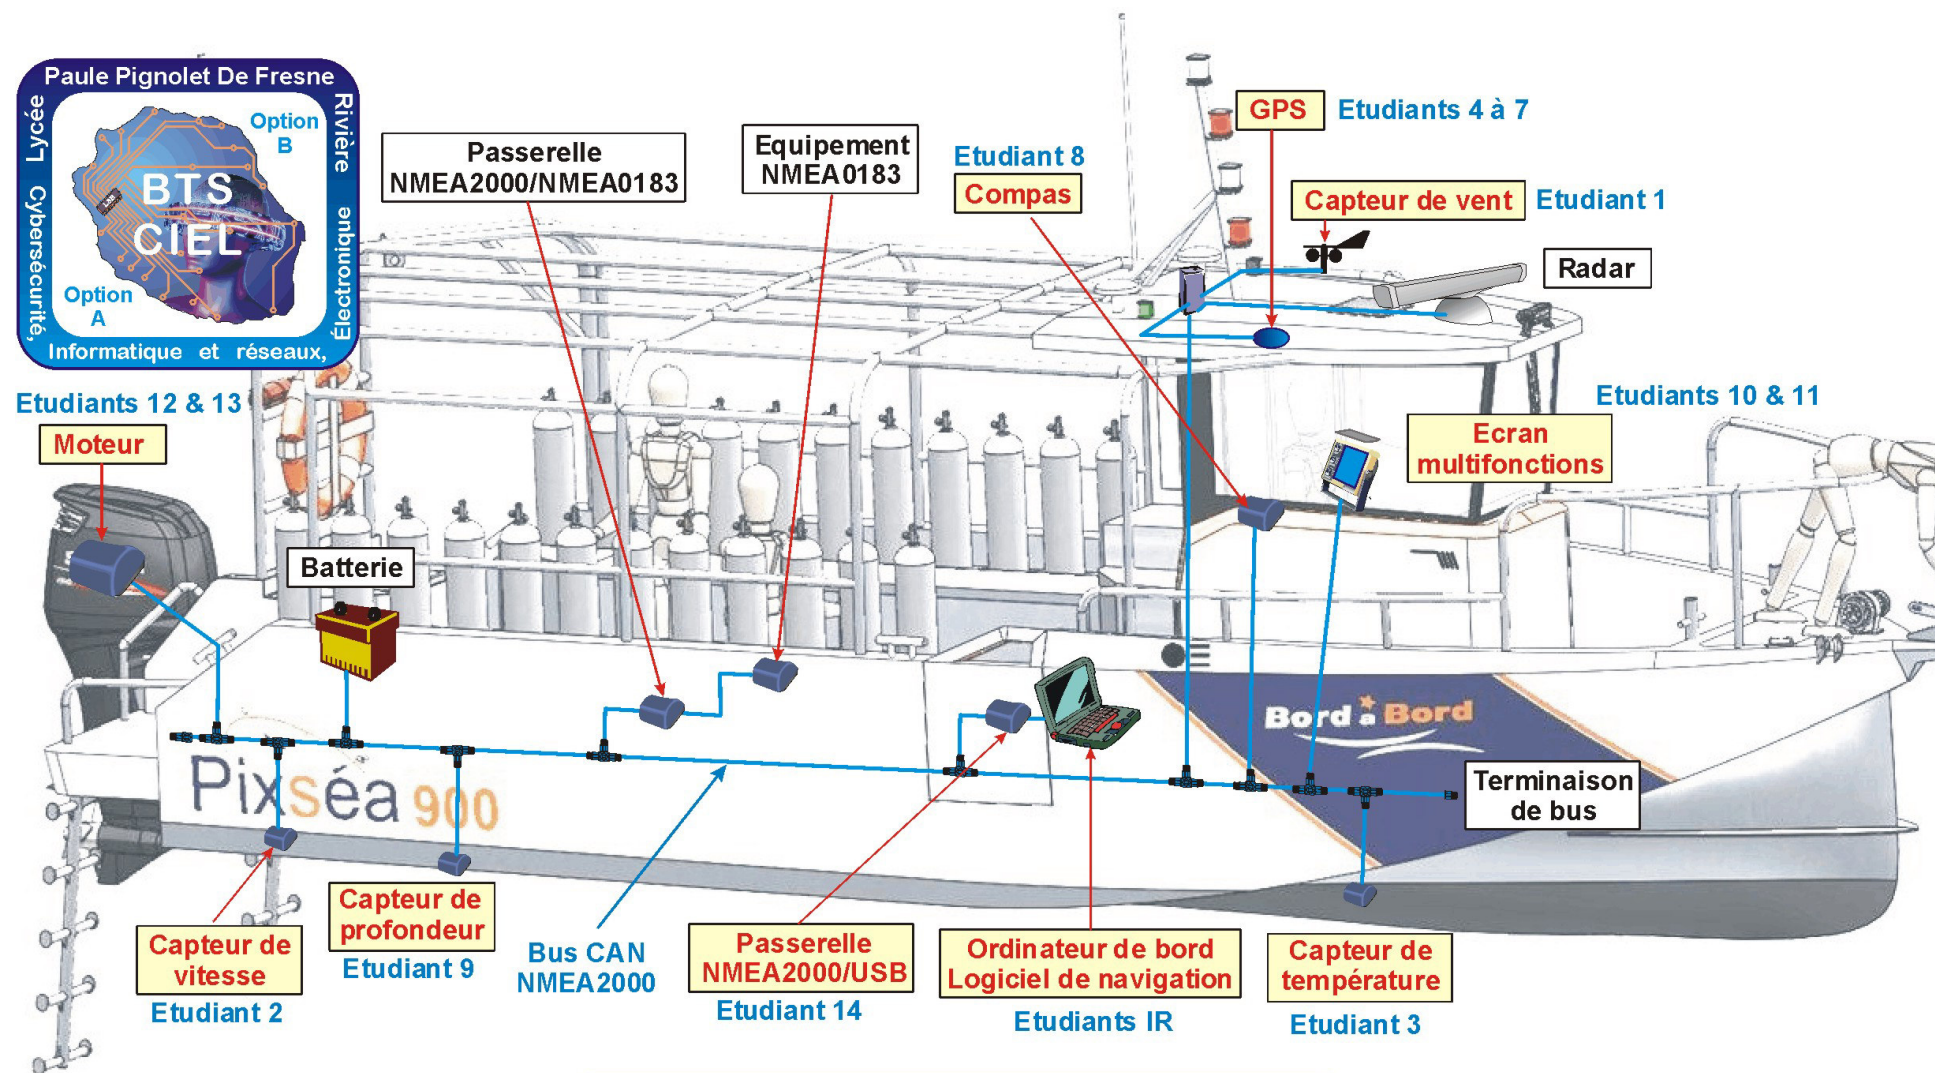 Paule Pignolet De Fresne
Lycée
Rivière
Option
B
BTS
CIEL
Option
A
Cybersécurité,
Informatique et réseaux,
Électronique
Passerelle
NMEA2000/NMEA0183
Equipement
NMEA0183
Etudiant 8
Compas
GPS
Etudiants 4 à 7
Capteur de vent
Etudiant 1
Radar
Etudiants 12 & 13
Moteur
Etudiants 10 & 11
Ecran
multifonctions
Batterie
Bord à Bord
Pixséa 900
Terminaison
de bus
Capteur de
vitesse
Etudiant 2
Capteur de
profondeur
Etudiant 9
Bus CAN
NMEA2000
Passerelle
NMEA2000/USB
Etudiant 14
Ordinateur de bord
Logiciel de navigation
Etudiants IR
Capteur de
température
Etudiant 3